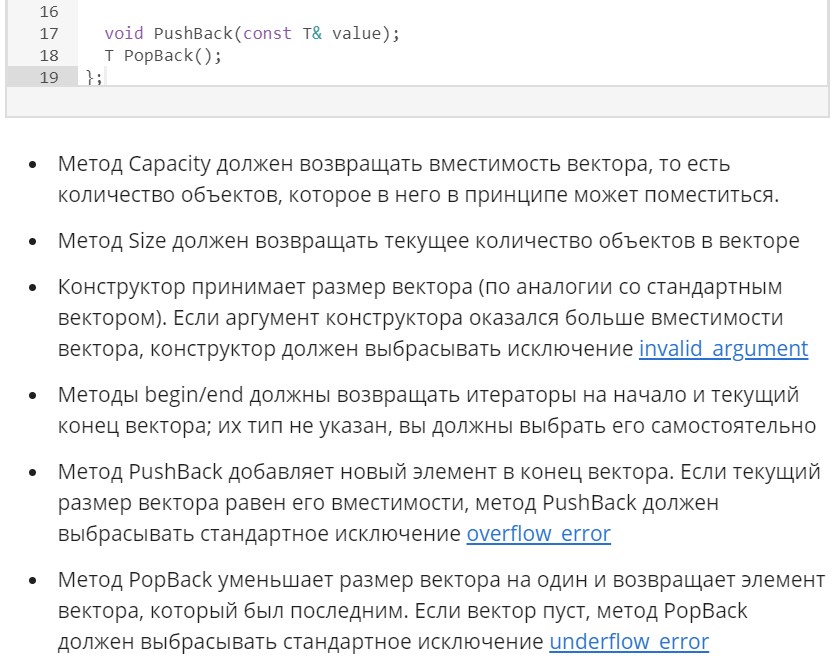 16
17 void PushBack(const T& value);
18 T PopBack();
19 };
• Метод Capacity должен возвращать вместимость вектора, то есть
количество объектов, которое в него в принципе может поместиться.
• Метод Size должен возвращать текущее количество объектов в векторе
• Конструктор принимает размер вектора (по аналогии со стандартным
вектором). Если аргумент конструктора оказался больше вместимости
вектора, конструктор должен выбрасывать исключение invalid_argument
• Методы begin/end должны возвращать итераторы на начало и текущий
конец вектора; их тип не указан, вы должны выбрать его самостоятельно
• Метод PushBack добавляет новый элемент в конец вектора. Если текущий
размер вектора равен его вместимости, метод PushBack должен
выбрасывать стандартное исключение overflow_error
• Метод PopBack уменьшает размер вектора на один и возвращает элемент
вектора, который был последним. Если вектор пуст, метод PopBack
должен выбрасывать стандартное исключение underflow_error